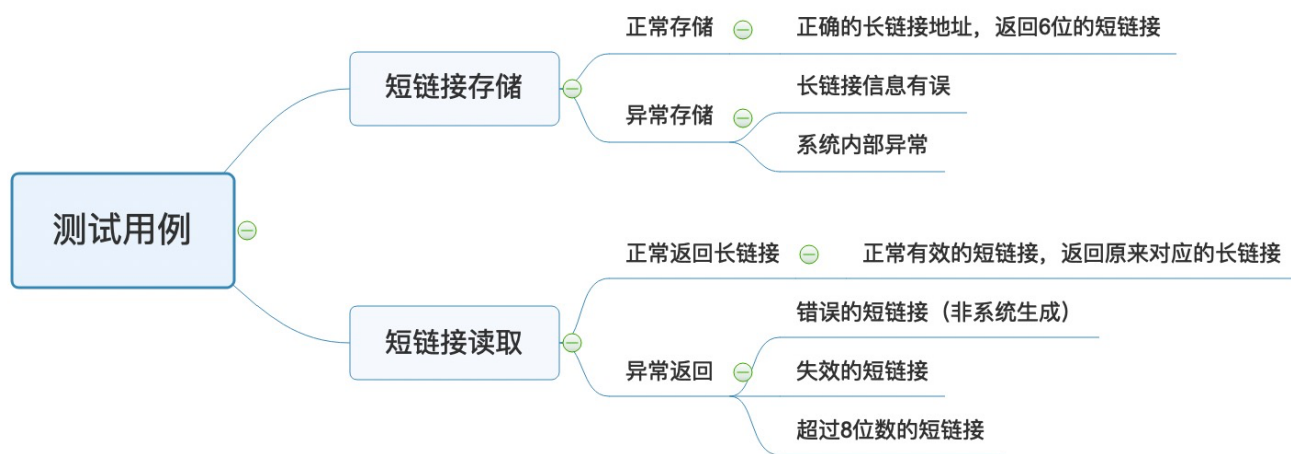 测试用例
短链接存储
正常存储
正确的长链接地址，返回6位的短链接
异常存储
长链接信息有误
系统内部异常
短链接读取
正常返回长链接
正常有效的短链接，返回原来对应的长链接
异常返回
错误的短链接（非系统生成）
失效的短链接
超过8位数的短链接